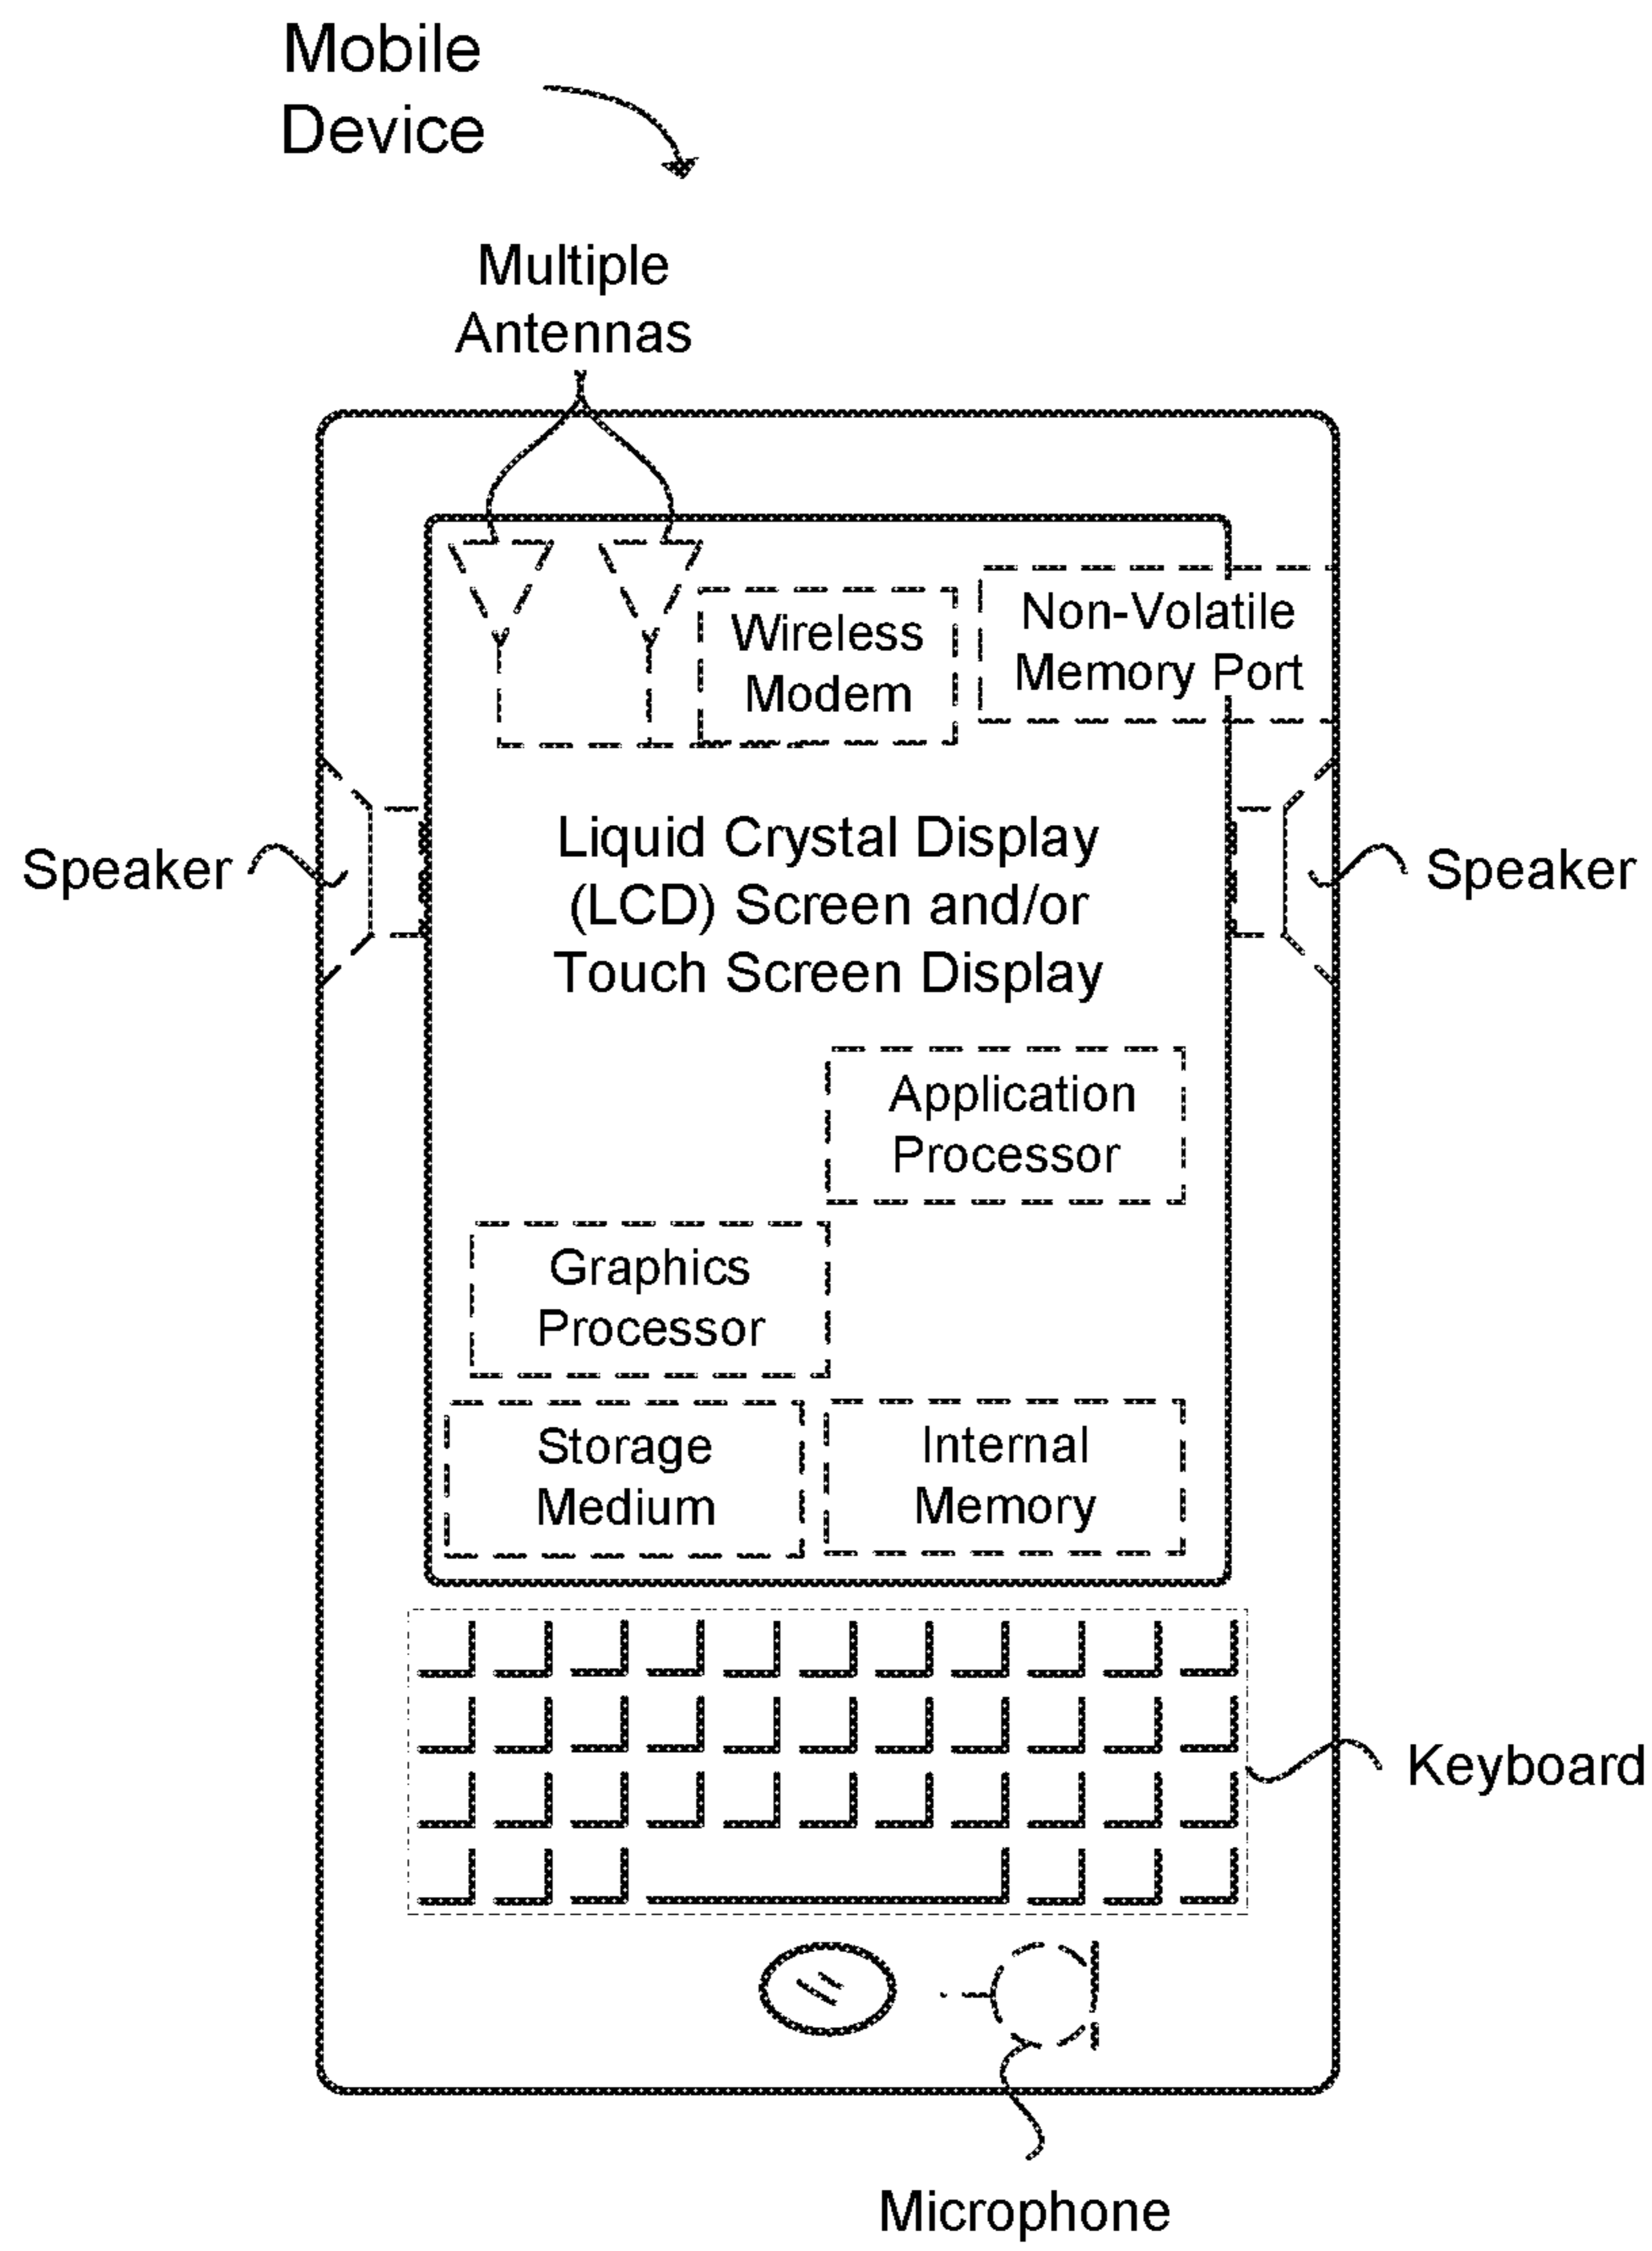 Mobile
Device
Multiple
Antennas
Wireless
Modem
Non-Volatile
Memory Port
Speaker
Liquid Crystal Display
(LCD) Screen and/or
Touch Screen Display
Speaker
Application
Processor
Graphics
Processor
Storage
Medium
Internal
Memory
Keyboard
Microphone